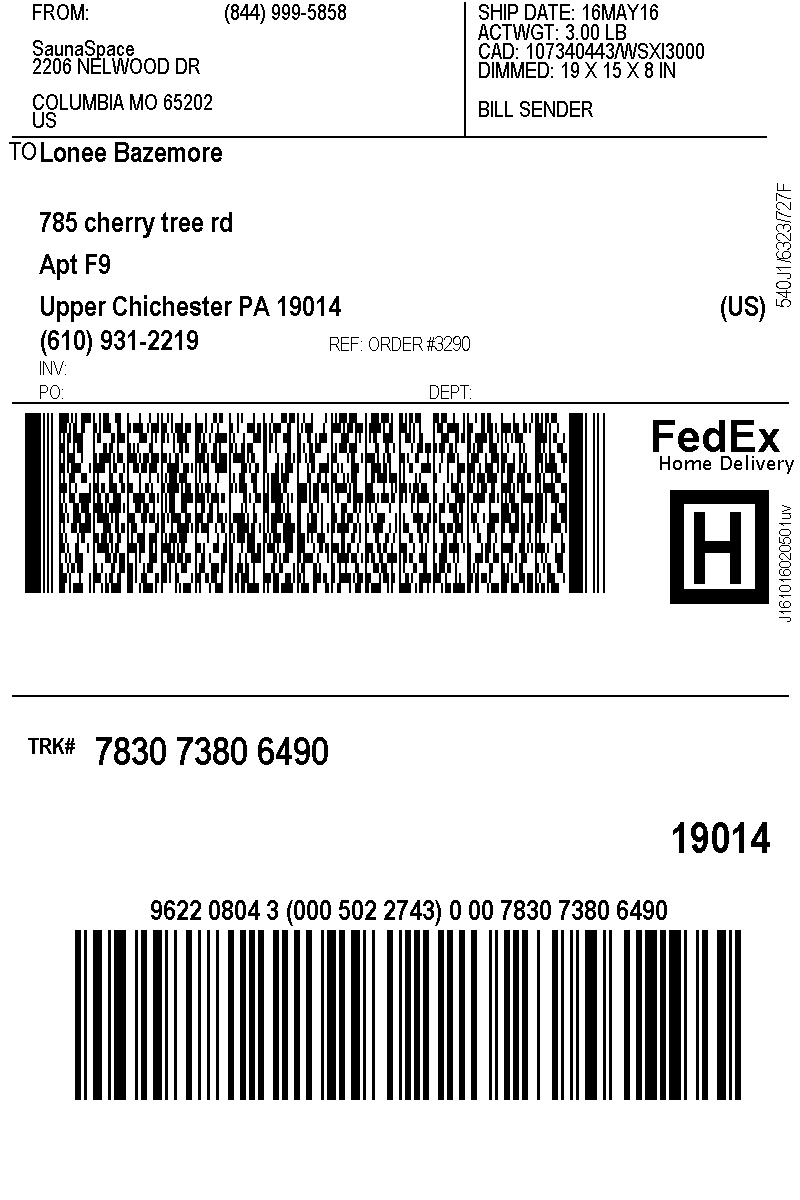 FROM: (844) 999-5858
SaunaSpace
2206 NELWOOD DR
COLUMBIA MO 65202
US
SHIP DATE: 16MAY16
ACTWGT: 3.00 LB
CAD: 107340443/WSXI3000
DIMMED: 19 X 15 X 8 IN
BILL SENDER
TO Lonee Bazemore
785 cherry tree rd
Apt F9
Upper Chichester PA 19014 (US)
(610) 931-2219 REF: ORDER #3290
INV:
PO: DEPT:
540J1/6323/727F
FedEx
Home Delivery
H
J161016020501uv
TRK# 7830 7380 6490
19014
9622 0804 3 (000 502 2743) 0 00 7830 7380 6490